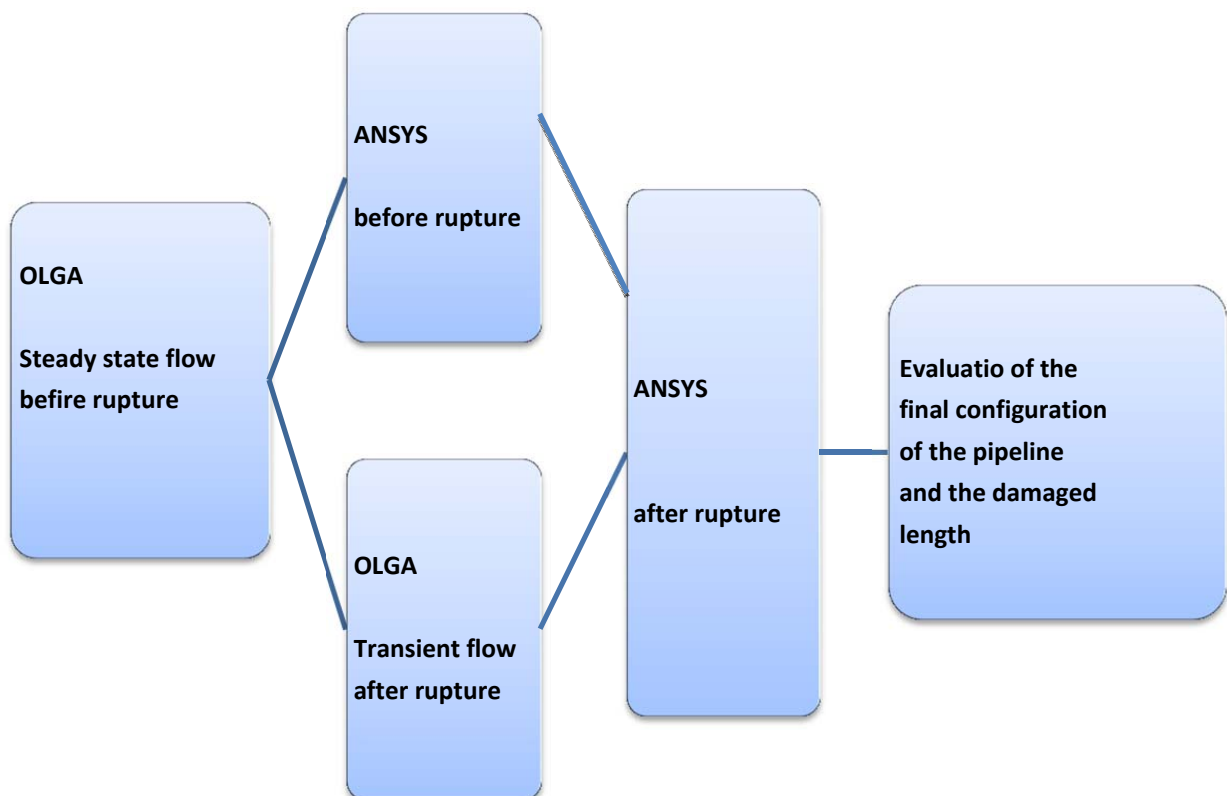 OLGA
Steady state flow
befire rupture
ANSYS
before rupture
OLGA
Transient flow
after rupture
ANSYS
after rupture
Evaluatio of the
final configuration
of the pipeline
and the damaged
length